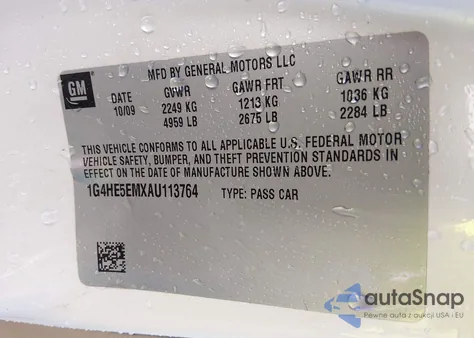 MFD BY GENERAL MOTORS LLC
GM DATE GVWR GAWR FRT GAWR RR
10/09 2249 KG 1213 KG 1036 KG
4959 LB 2675 LB 2284 LB
THIS VEHICLE CONFORMS TO ALL APPLICABLE U.S. FEDERAL MOTOR
VEHICLE SAFETY, BUMPER, AND THEFT PREVENTION STANDARDS IN
EFFECT ON THE DATE OF MANUFACTURE SHOWN ABOVE.
1G4HE5EMXAU113764 TYPE: PASS CAR
autoSnap
Pewne auta z aukcji USA i EU